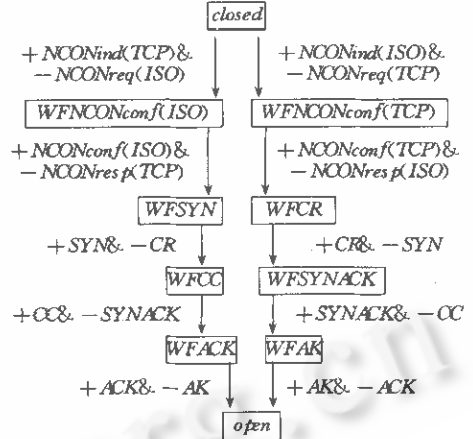 closed
+NCONind(TCP)& +NCONind(ISO)&
-NCONreq(ISO) -NCONreq(TCP)
WFNCONconf(ISO) WFNCONconf(TCP)
+NCONconf(ISO)& +NCONconf(TCP)&
-NCONresp(TCP) -NCONresp(ISO)
WFSYN WFCR
+SYN& -CR +CR& -SYN
WFCC WFSYNACK
+CC& -SYNACK +SYNACK& -CC
WFACK WFAK
+ACK& -AK +AK& -ACK
open